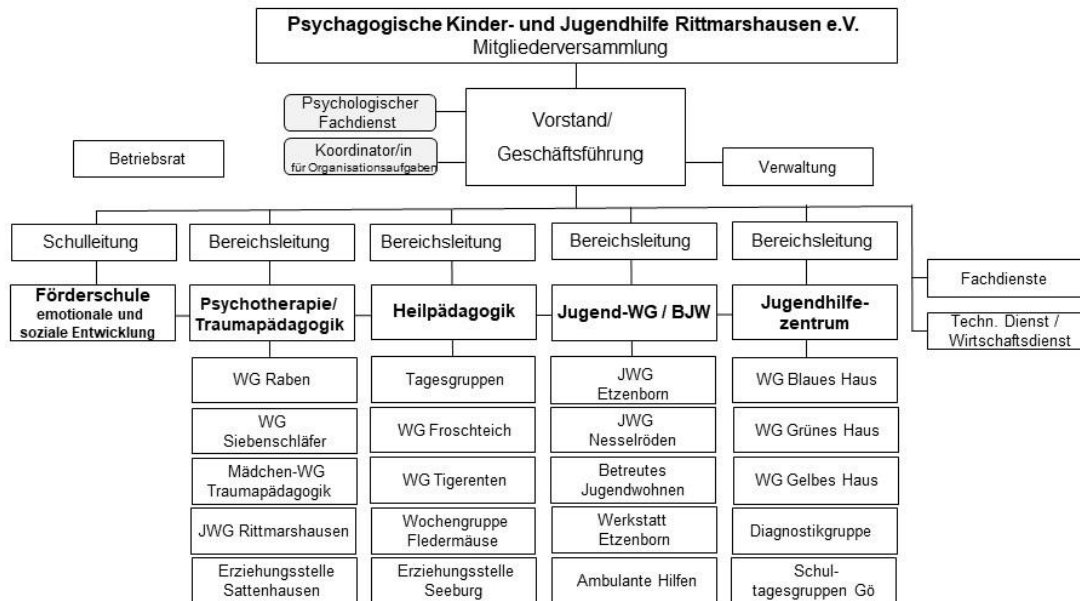 Psychagogische Kinder- und Jugendhilfe Rittmarshausen e.V.
Mitgliederversammlung
Psychologischer
Fachdienst
Vorstand/
Geschäftsführung
Koordinator/in
für Organisationsaufgaben
Betriebsrat
Verwaltung
Schulleitung
Bereichsleitung
Bereichsleitung
Bereichsleitung
Bereichsleitung
Förderschule
emotionale und
soziale Entwicklung
Psychotherapie/
Traumapädagogik
Heilpädagogik
Jugend-WG / BJW
Jugendhilfe-
zentrum
Fachdienste
Techn. Dienst /
Wirtschaftsdienst
WG Raben
WG
Siebenschläfer
Mädchen-WG
Traumapädagogik
JWG Rittmarshausen
Erziehungsstelle
Sattenhausen
Tagesgruppen
WG Froschteich
WG Tigerenten
Wochengruppe
Fledermäuse
Erziehungsstelle
Seeburg
JWG
Etzenborn
JWG
Nesselröden
Betreutes
Jugendwohnen
Werkstatt
Etzenborn
Ambulante Hilfen
WG Blaues Haus
WG Grünes Haus
WG Gelbes Haus
Diagnostikgruppe
Schul-
tagesgruppen Gö